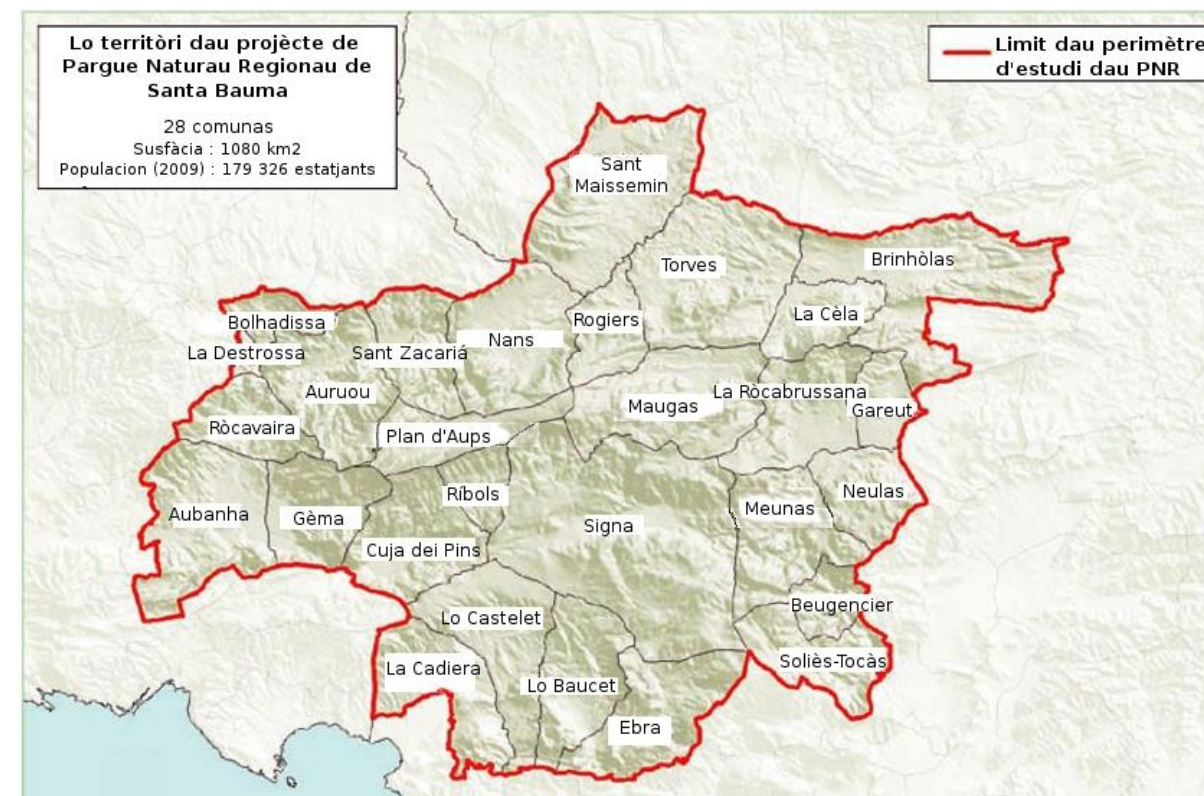 Lo territòri dau projècte de
Pargue Naturau Regionau de
Santa Bauma
28 comunas
Susfàcia : 1080 km2
Populacion (2009) : 179 326 estatjants
Limit dau perimètre
d'estudi dau PNR
Sant
Maissemin
Torves
Brinhòlas
La Cèla
Bolhadissa
Rogiers
Nans
La Destrossa
Sant Zacariá
Auruou
La Ròcabrussana
Maugas
Gareut
Ròcavaira
Plan d'Aups
Ríbols
Neulas
Meunas
Aubanha
Gèma
Signa
Cuja dei Pins
Beugencier
Lo Castelet
Soliès-Tocàs
La Cadiera
Lo Baucet
Ebra